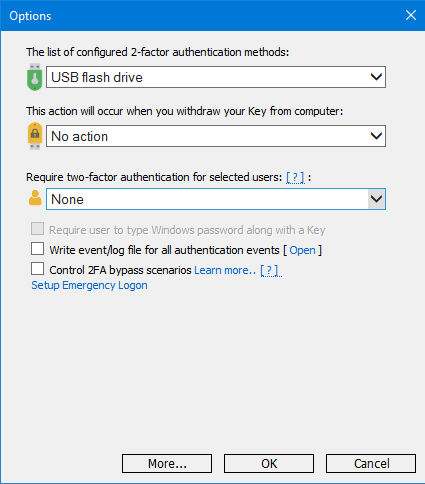 Options
The list of configured 2-factor authentication methods:
USB flash drive
This action will occur when you withdraw your Key from computer:
No action
Require two-factor authentication for selected users: [ ? ] :
None
Require user to type Windows password along with a Key
Write event/log file for all authentication events [ Open ]
Control 2FA bypass scenarios Learn more.. [ ? ]
Setup Emergency Logon
More... OK Cancel